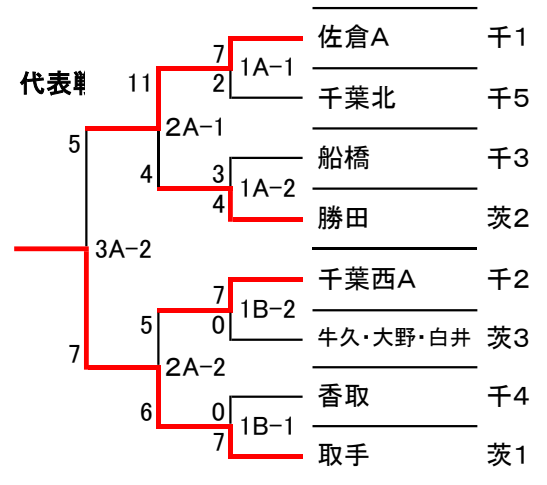 佐倉A 千1
7
代表戦 11 1A-1
2
千葉北 千5
2A-1
5
船橋 千3
4 3
1A-2
4
勝田 茨2
3A-2
千葉西A 千2
7
1B-2
5 0
牛久・大野・白井 茨3
7
2A-2
香取 千4
6 0
1B-1
7
取手 茨1